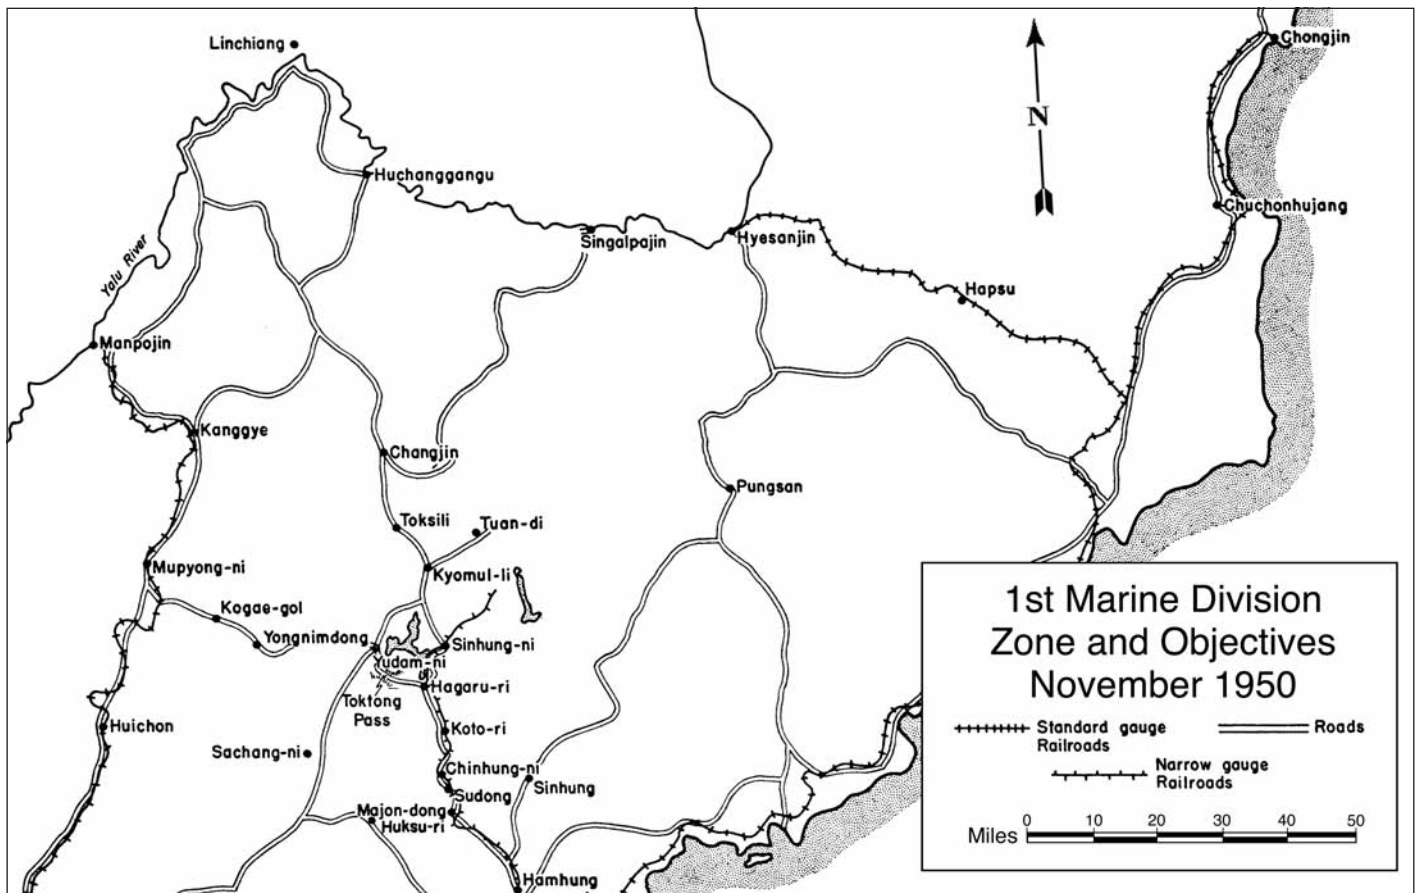 Linchiang
Chongjin
N
Huchanggangu
Chuchonhujang
Singalpajin
Hyesanjin
Yalu River
Hapsu
Manpojin
Kanggye
Changjin
Pungsan
Toksili
Tuan-di
Mupyong-ni
Kyomul-li
Kogae-gol
Yongnimdong
Sinhung-ni
Yudam-ni
Hagaru-ri
Toktong
Pass
Huichon
Koto-ri
Sachang-ni
Chinhung-ni
Sinhung
Sudong
Majon-dong
Huksu-ri
Hamhung
1st Marine Division
Zone and Objectives
November 1950
Standard gauge
Railroads
Roads
Narrow gauge
Railroads
Miles 0 10 20 30 40 50